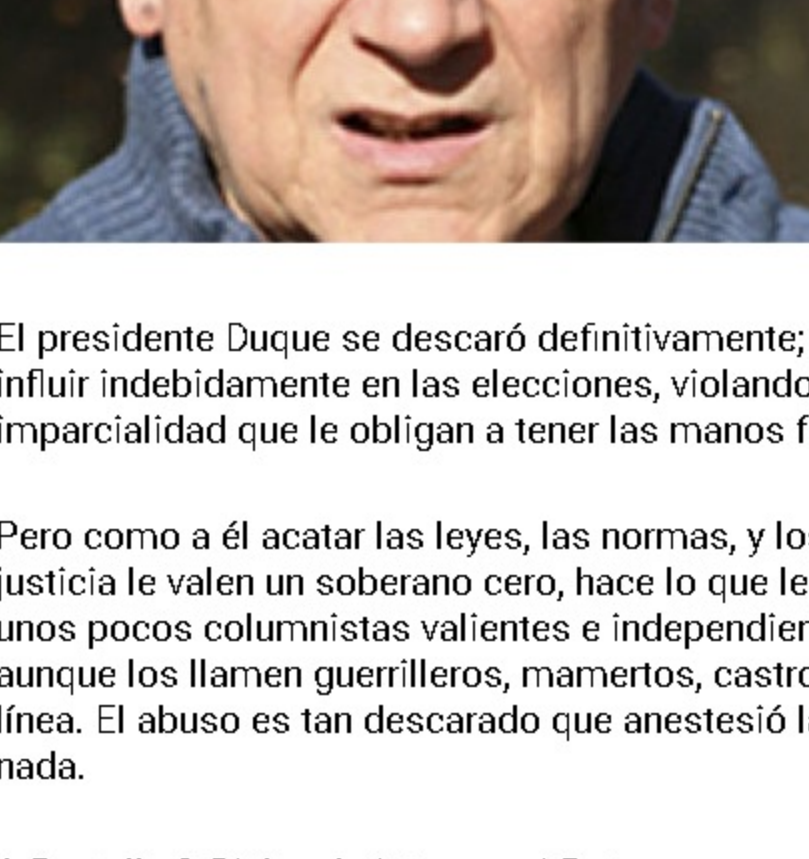 El presidente Duque se descaró definitivamente;
influir indebidamente en las elecciones, violando
imparcialidad que le obligan a tener las manos f
Pero como a él acatar las leyes, las normas, y los
justicia le valen un soberano cero, hace lo que le
unos pocos columnistas valientes e independien
aunque los llamen guerrilleros, mamertos, castro
línea. El abuso es tan descarado que anestesió la
nada.